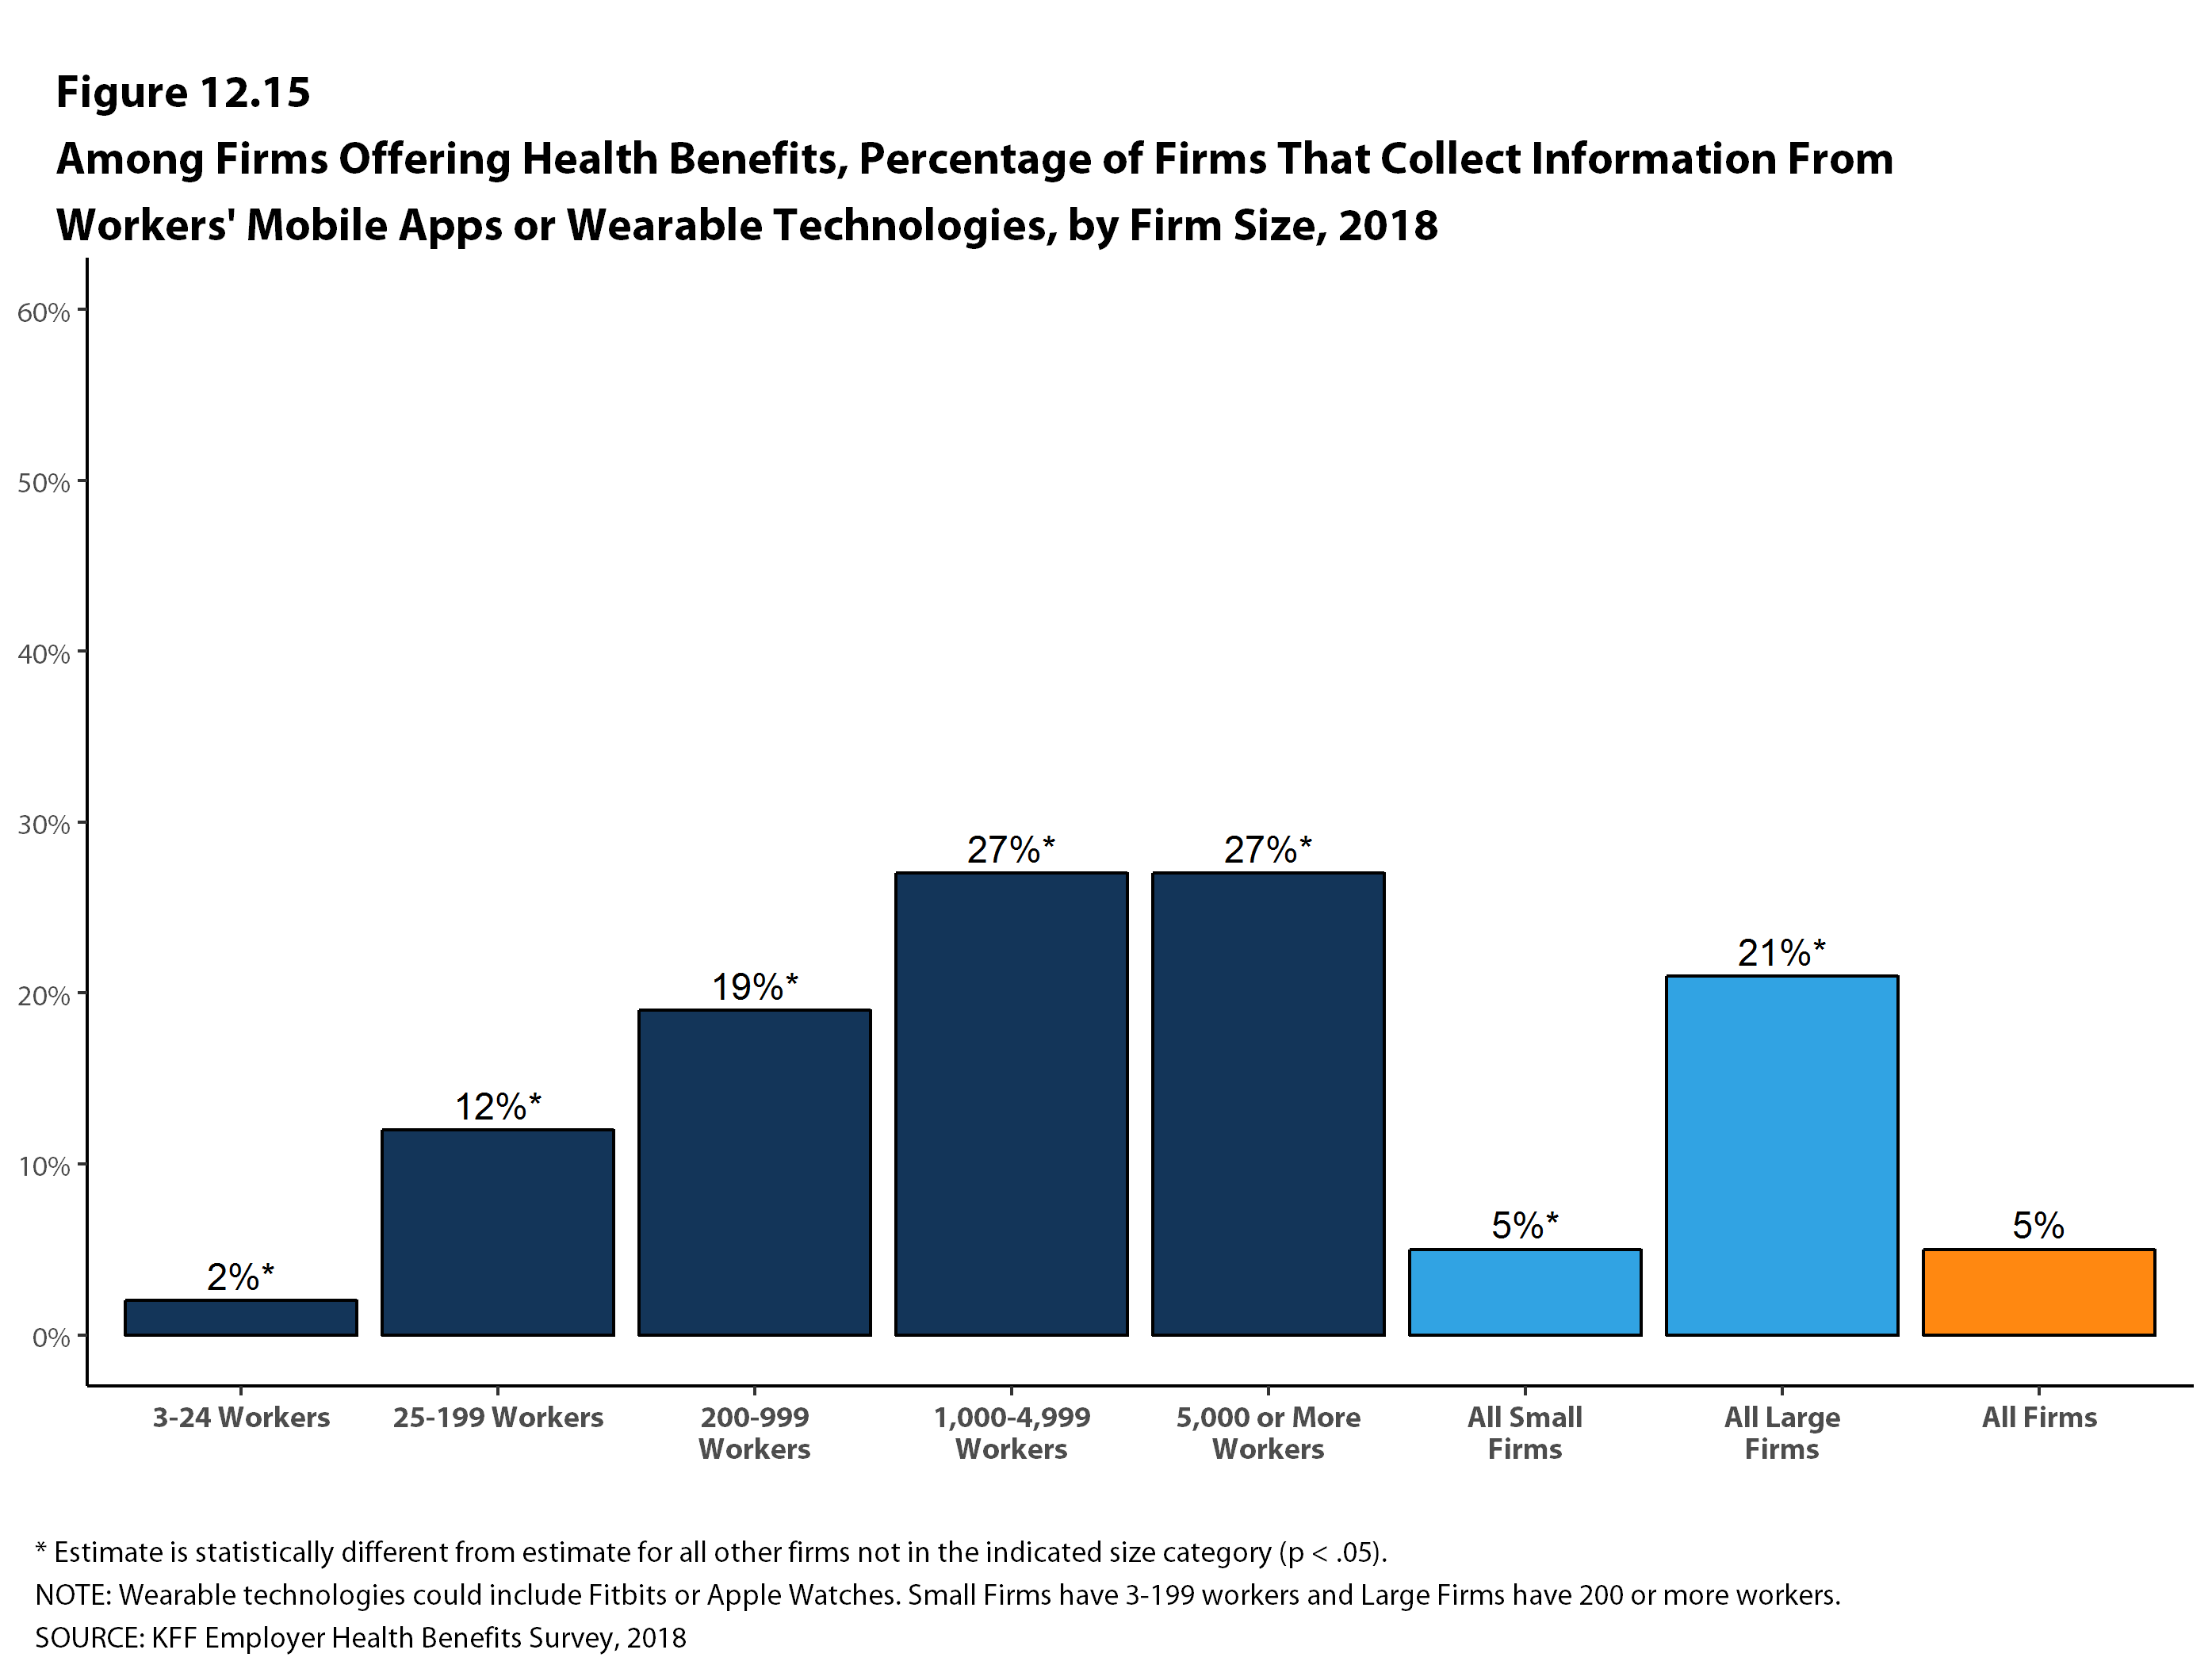 Figure 12.15
Among Firms Offering Health Benefits, Percentage of Firms That Collect Information From
Workers' Mobile Apps or Wearable Technologies, by Firm Size, 2018
60%
50%
40%
30%
20%
10%
0%
2%*
12%*
19%*
27%*
27%*
5%*
21%*
5%
3-24 Workers
25-199 Workers
200-999
Workers
1,000-4,999
Workers
5,000 or More
Workers
All Small
Firms
All Large
Firms
All Firms
* Estimate is statistically different from estimate for all other firms not in the indicated size category (p < .05).
NOTE: Wearable technologies could include Fitbits or Apple Watches. Small Firms have 3-199 workers and Large Firms have 200 or more workers.
SOURCE: KFF Employer Health Benefits Survey, 2018